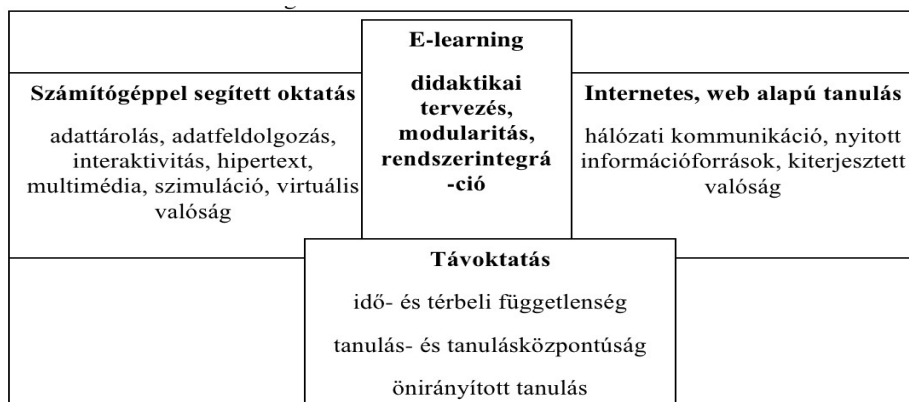 E-learning
didaktikai
tervezés,
modularitás,
rendszerintegrá
-ció
Számítógéppel segített oktatás
adattárolás, adatfeldolgozás,
interaktivitás, hipertext,
multimédia, szimuláció, virtuális
valóság
Internetes, web alapú tanulás
hálózati kommunikáció, nyitott
információforrások, kiterjesztett
valóság
Távoktatás
idő- és térbeli függetlenség
tanulás- és tanulásközpontúság
önirányított tanulás